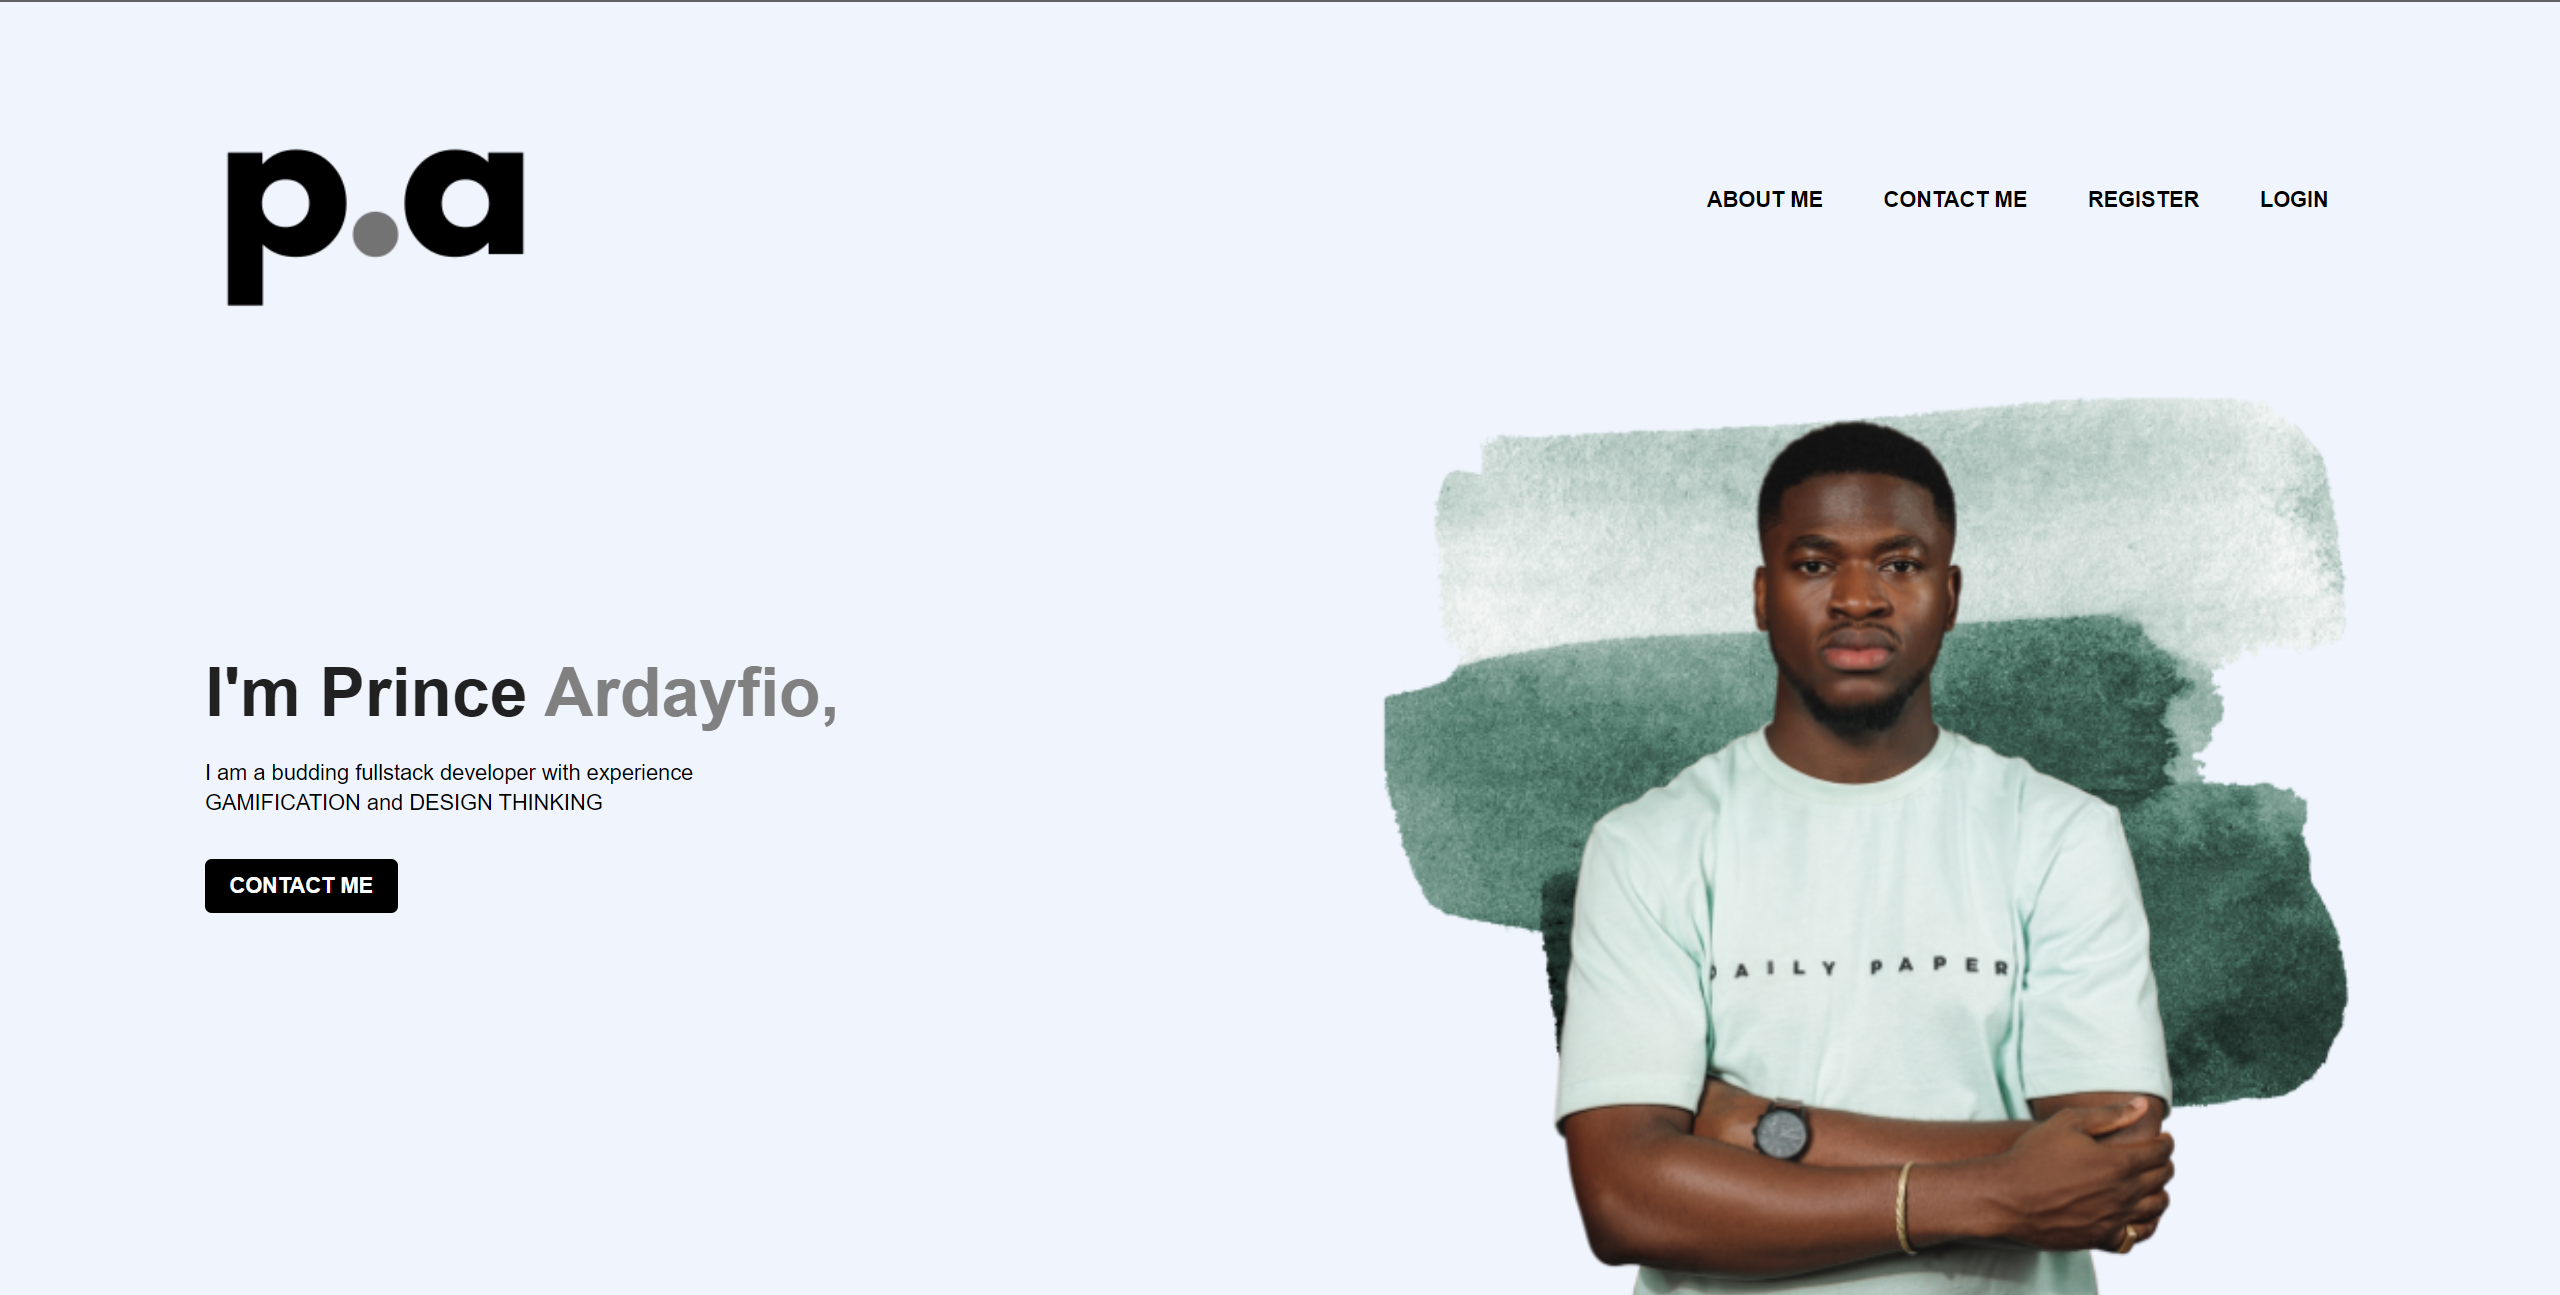 p.a
ABOUT ME CONTACT ME REGISTER LOGIN
I'm Prince Ardayfio,
I am a budding fullstack developer with experience
GAMIFICATION and DESIGN THINKING
CONTACT ME
DAILY PAPER